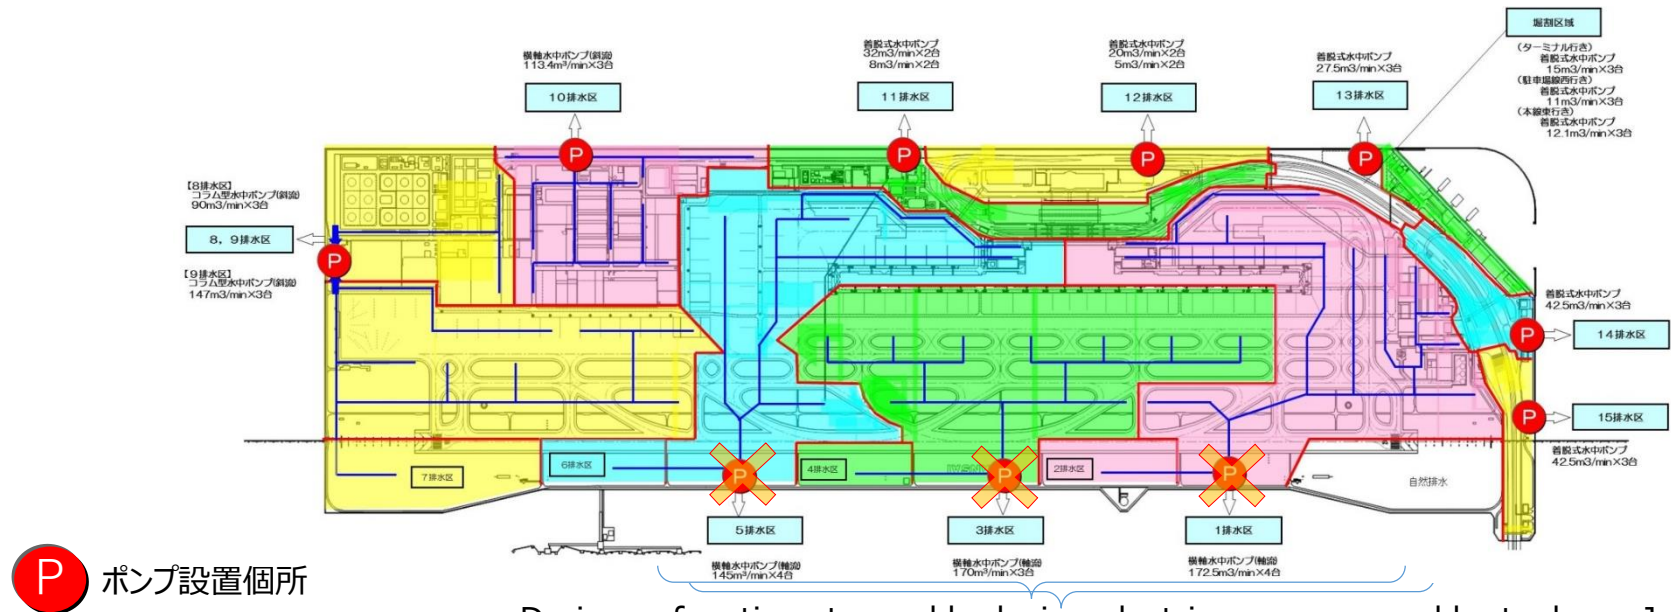 堀割区域
(ターミナル行き)
着脱式水中ポンプ
15m3/min×3台
(駐車場線西行き)
着脱式水中ポンプ
11m3/min×3台
(本線東行き)
着脱式水中ポンプ
12.1m3/min×3台
横軸水中ポンプ(斜流)
113.4m³/min×3台
10排水区
着脱式水中ポンプ
32m3/min×2台
8m3/min×2台
11排水区
着脱式水中ポンプ
20m3/min×2台
5m3/min×2台
12排水区
着脱式水中ポンプ
27.5m3/min×3台
13排水区
P
P
P
P
【8排水区】
コラム型水中ポンプ(斜流)
90m3/min×3台
8，9排水区
P
【9排水区】
コラム型水中ポンプ(斜流)
147m3/min×3台
着脱式水中ポンプ
42.5m3/min×3台
P
14排水区
P
15排水区
着脱式水中ポンプ
42.5m3/min×3台
7排水区
6排水区
P
4排水区
P
2排水区
P
自然排水
5排水区
3排水区
1排水区
横軸水中ポンプ(軸流)
145m³/min×4台
横軸水中ポンプ(軸流)
170m³/min×3台
横軸水中ポンプ(軸流)
172.5m3/min×4台
P
ポンプ設置個所